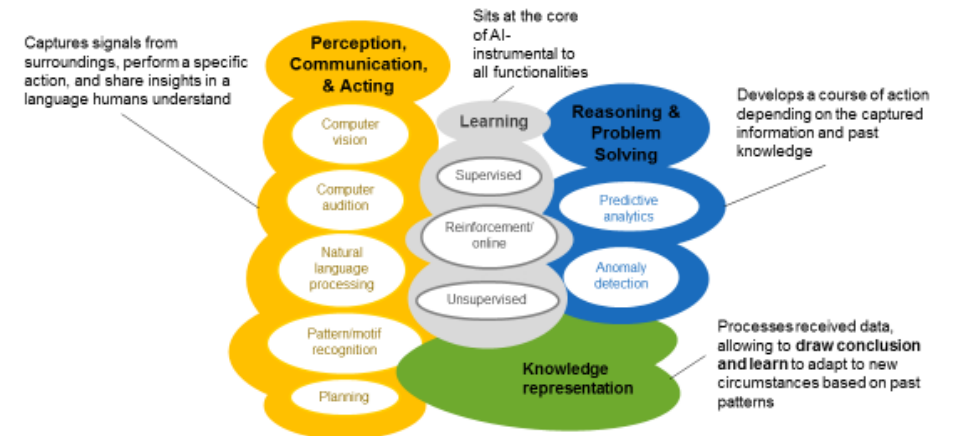 Captures signals from
surroundings, perform a specific
action, and share insights in a
language humans understand
Perception,
Communication,
& Acting
Computer
vision
Computer
audition
Natural
language
processing
Pattern/motif
recognition
Planning
Sits at the core
of AI-
instrumental to
all functionalities
Learning
Supervised
Reinforcement/
online
Unsupervised
Reasoning &
Problem
Solving
Predictive
analytics
Anomaly
detection
Develops a course of action
depending on the captured
information and past
knowledge
Knowledge
representation
Processes received data,
allowing to draw conclusion
and learn to adapt to new
circumstances based on past
patterns